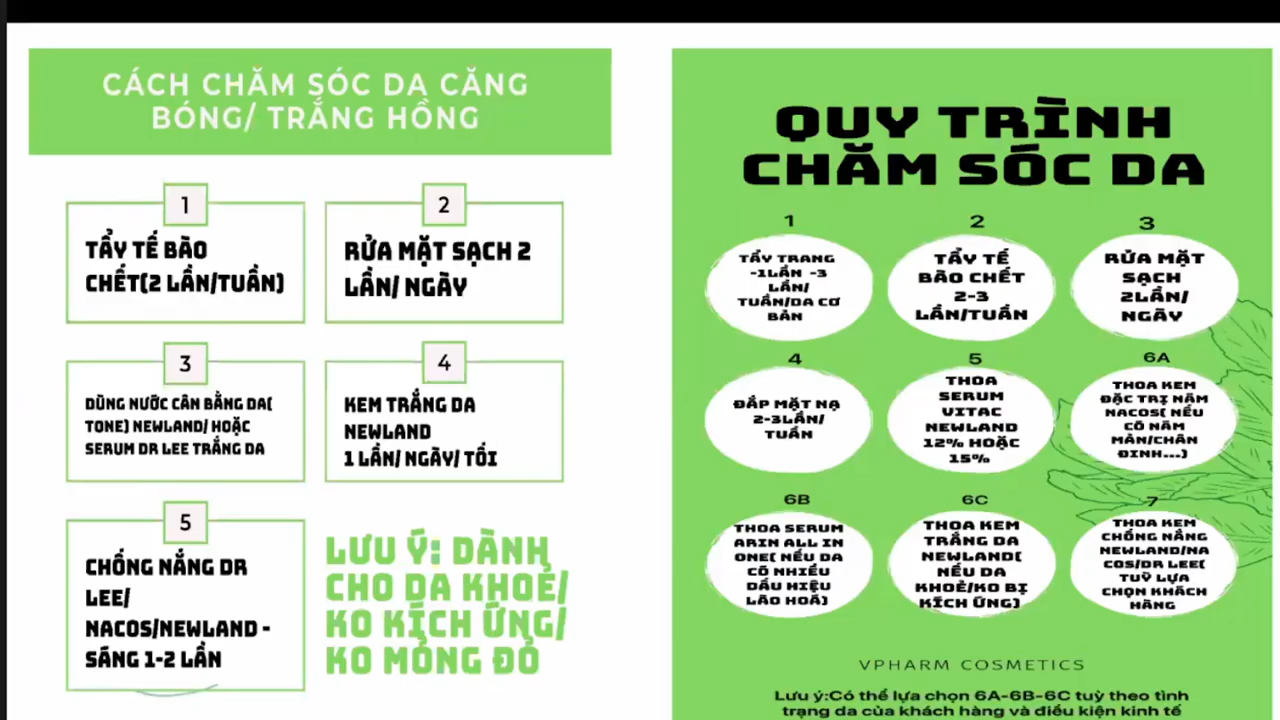 CÁCH CHĂM SÓC DA CĂNG
BÓNG/ TRẮNG HỒNG
1
TẨY TẾ BÀO
CHẾT(2 LẦN/TUẦN)
2
RỬA MẶT SẠCH 2
LẦN/ NGÀY
3
DÙNG NƯỚC CÂN BẰNG DA(
TONE) NEWLAND/ HOẶC
SERUM DR LEE TRẮNG DA
4
KEM TRẮNG DA
NEWLAND
1 LẦN/ NGÀY/ TỐI
5
CHỐNG NẮNG DR
LEE/
NACOS/NEWLAND -
SÁNG 1-2 LẦN
LƯU Ý: DÀNH
CHO DA KHOẺ/
KO KÍCH ỨNG/
KO MỎNG ĐỎ
QUY TRÌNH
CHĂM SÓC DA
1
TẨY TRANG
-1LẦN -3
LẦN/
TUẦN/DA CƠ
BẢN
2
TẨY TẾ
BÀO CHẾT
2-3
LẦN/TUẦN
3
RỬA MẶT
SẠCH
2LẦN/
NGÀY
4
ĐẮP MẶT NẠ
2-3LẦN/
TUẦN
5
THOA
SERUM
VITAC
NEWLAND
12% HOẶC
15%
6A
THOA KEM
ĐẶC TRỊ NÁM
NACOS( NẾU
CÓ NÁM
MẢN/CHÂN
ĐINH...)
6B
THOA SERUM
ARIN ALL IN
ONE( NẾU DA
CÓ NHIỀU
DẤU HIỆU
LÃO HOÁ)
6C
THOA KEM
TRẮNG DA
NEWLAND(
NẾU DA
KHOẺ/KO BỊ
KÍCH ỨNG)
7
THOA KEM
CHỐNG NẮNG
NEWLAND/NA
COS/DR LEE(
TUỲ LỰA
CHỌN KHÁCH
HÀNG
VPHARM COSMETICS
Lưu ý:Có thể lựa chọn 6A-6B-6C tuỳ theo tình
trạng da của khách hàng và điều kiện kinh tế